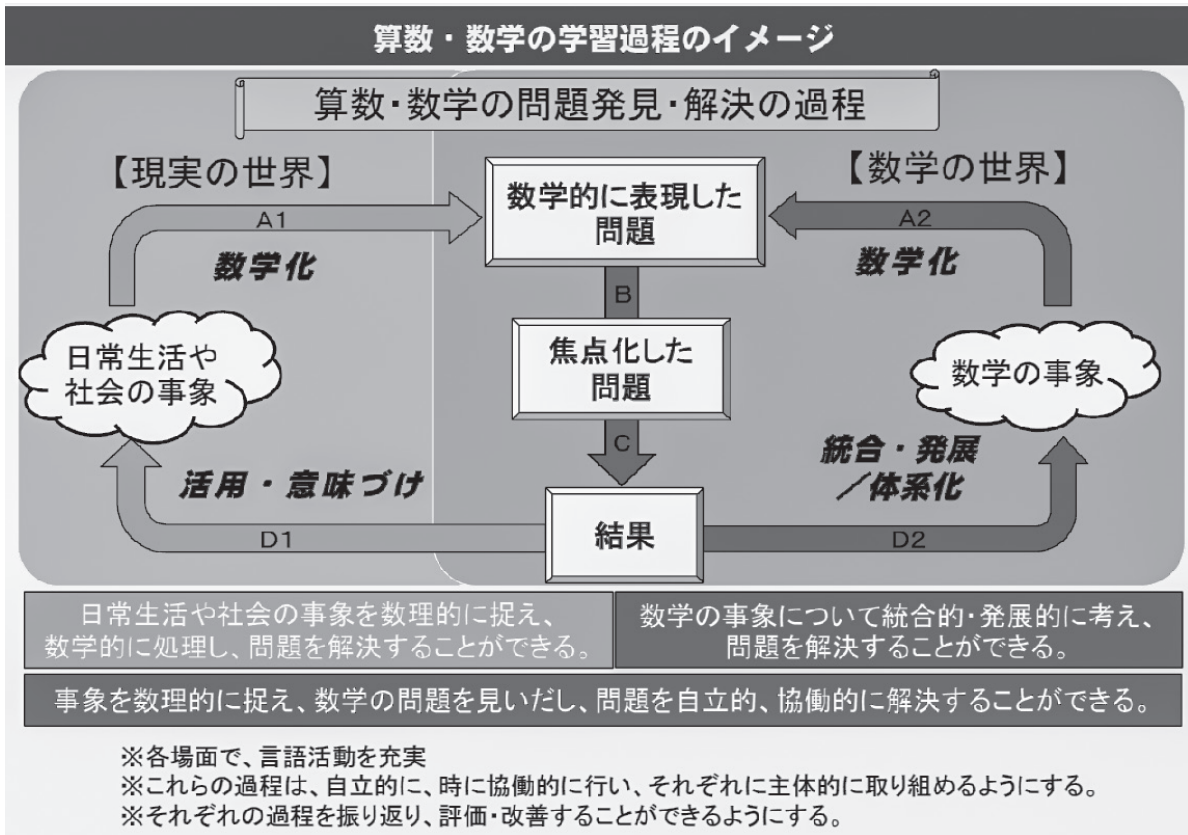 算数・数学の学習過程のイメージ
算数・数学の問題発見・解決の過程
【現実の世界】
【数学の世界】
数学的に表現した
問題
A1
数学化
A2
数学化
B
日常生活や
社会の事象
焦点化した
問題
数学の事象
C
活用・意味づけ
統合・発展
／体系化
D1
結果
D2
日常生活や社会の事象を数理的に捉え、
数学的に処理し、問題を解決することができる。
数学の事象について統合的・発展的に考え、
問題を解決することができる。
事象を数理的に捉え、数学の問題を見いだし、問題を自立的、協働的に解決することができる。
※各場面で、言語活動を充実
※これらの過程は、自立的に、時に協働的に行い、それぞれに主体的に取り組めるようにする。
※それぞれの過程を振り返り、評価・改善することができるようにする。